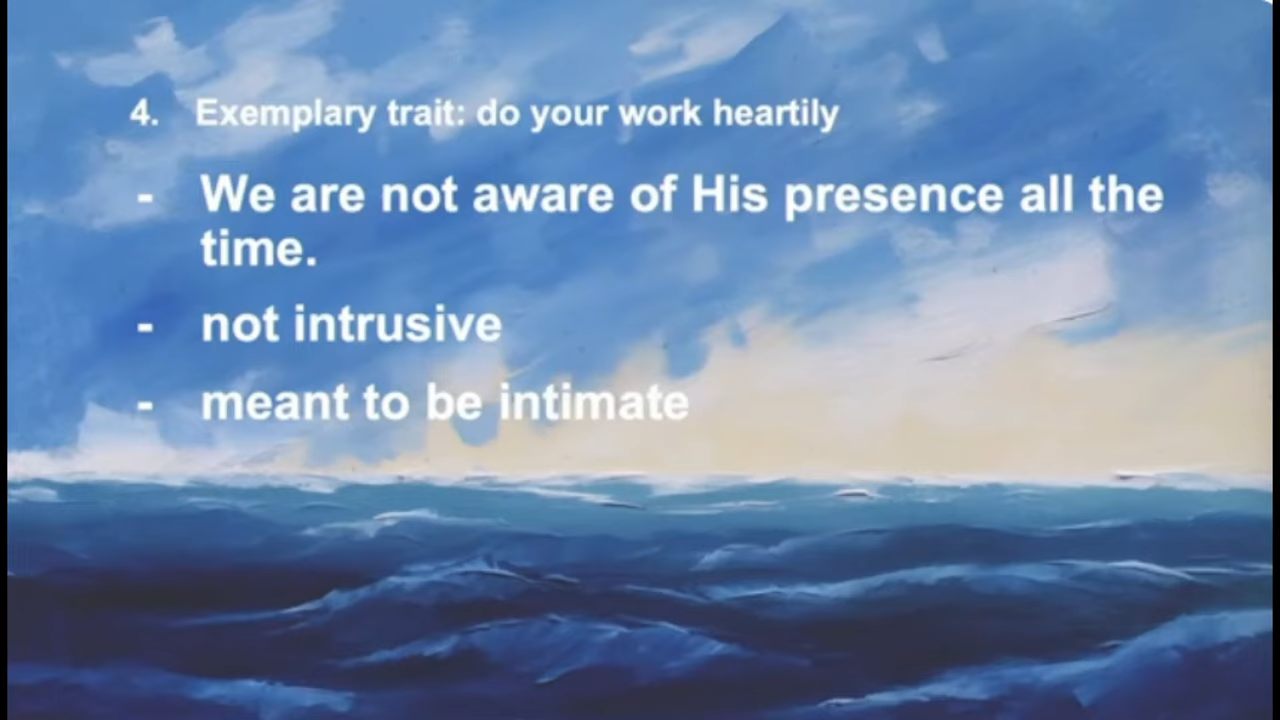 4. Exemplary trait: do your work heartily
- We are not aware of His presence all the
time.
- not intrusive
- meant to be intimate